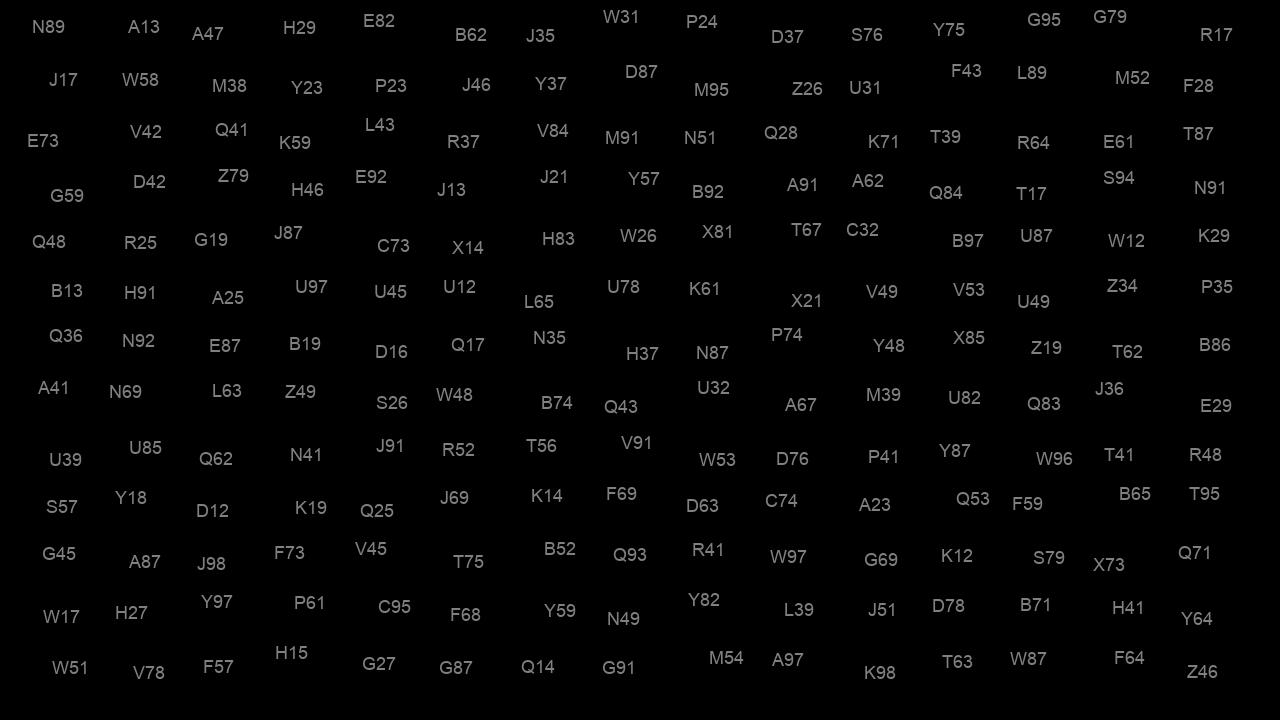 N89 A13 A47 H29 E82 B62 J35 W31 P24 D37 S76 Y75 G95 G79 R17
J17 W58 M38 Y23 P23 J46 Y37 D87 M95 Z26 U31 F43 L89 M52 F28
E73 V42 Q41 K59 L43 R37 V84 M91 N51 Q28 K71 T39 R64 E61 T87
G59 D42 Z79 H46 E92 J13 J21 Y57 B92 A91 A62 Q84 T17 S94 N91
Q48 R25 G19 J87 C73 X14 H83 W26 X81 T67 C32 B97 U87 W12 K29
B13 H91 A25 U97 U45 U12 L65 U78 K61 X21 V49 V53 U49 Z34 P35
Q36 N92 E87 B19 D16 Q17 N35 H37 N87 P74 Y48 X85 Z19 T62 B86
A41 N69 L63 Z49 S26 W48 B74 Q43 U32 A67 M39 U82 Q83 J36 E29
U39 U85 Q62 N41 J91 R52 T56 V91 W53 D76 P41 Y87 W96 T41 R48
S57 Y18 D12 K19 Q25 J69 K14 F69 D63 C74 A23 Q53 F59 B65 T95
G45 A87 J98 F73 V45 T75 B52 Q93 R41 W97 G69 K12 S79 X73 Q71
W17 H27 Y97 P61 C95 F68 Y59 N49 Y82 L39 J51 D78 B71 H41 Y64
W51 V78 F57 H15 G27 G87 Q14 G91 M54 A97 K98 T63 W87 F64 Z46